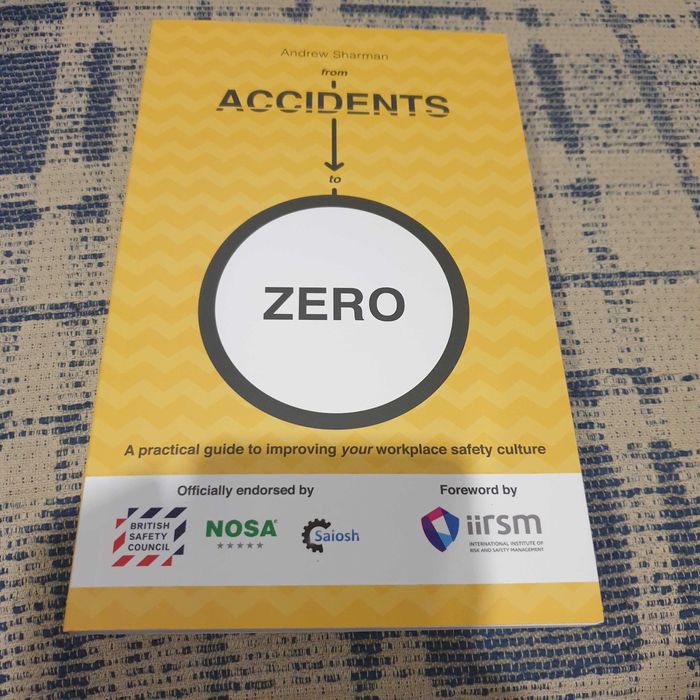 Andrew Sharman
from
ACCIDENTS
to
ZERO
A practical guide to improving your workplace safety culture
Officially endorsed by
BRITISH
SAFETY
COUNCIL
NOSA®
Saiosh
Foreword by
iirsm
INTERNATIONAL INSTITUTE OF
RISK AND SAFETY MANAGEMENT